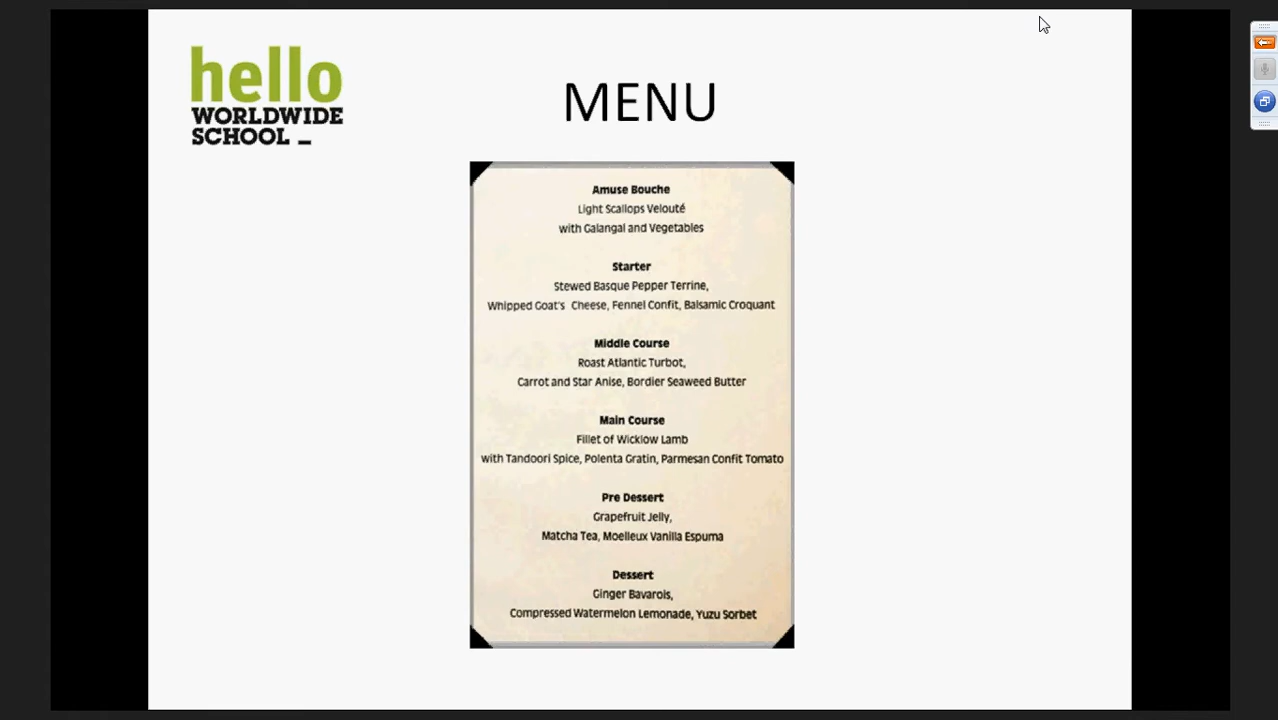 hello
WORLDWIDE
SCHOOL _
MENU
Amuse Bouche
Light Scallops Velouté
with Galangal and Vegetables
Starter
Stewed Basque Pepper Terrine,
Whipped Goat's Cheese, Fennel Confit, Balsamic Croquant
Middle Course
Roast Atlantic Turbot,
Carrot and Star Anise, Bordier Seaweed Butter
Main Course
Fillet of Wicklow Lamb
with Tandoori Spice, Polenta Gratin, Parmesan Confit Tomato
Pre Dessert
Grapefruit Jelly,
Matcha Tea, Moelleux Vanilla Espuma
Dessert
Ginger Bavarois,
Compressed Watermelon Lemonade, Yuzu Sorbet